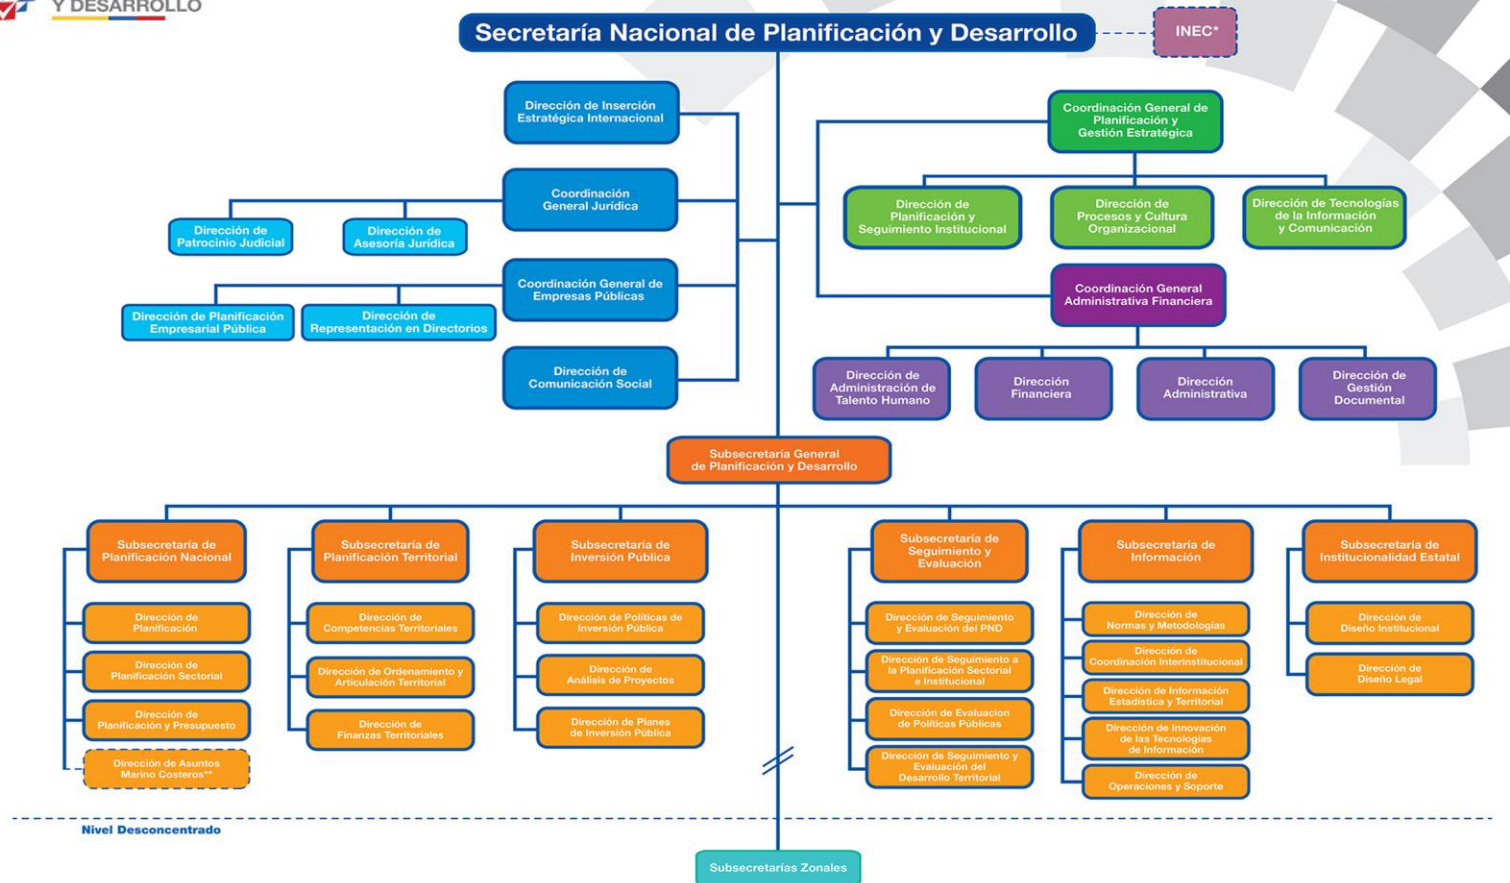 Y DESARROLLO
Secretaría Nacional de Planificación y Desarrollo
INEC*
Dirección de Inserción
Estratégica Internacional
Coordinación General de
Planificación y
Gestión Estratégica
Coordinación
General Jurídica
Dirección de
Planificación y
Seguimiento Institucional
Dirección de
Procesos y Cultura
Organizacional
Dirección de Tecnologías
de la Información
y Comunicación
Dirección de
Patrocinio Judicial
Dirección de
Asesoría Jurídica
Coordinación General de
Empresas Públicas
Coordinación General
Administrativa Financiera
Dirección de Planificación
Empresarial Pública
Dirección de
Representación en Directorios
Dirección de
Comunicación Social
Dirección de
Administración de
Talento Humano
Dirección
Financiera
Dirección
Administrativa
Dirección de
Gestión
Documental
Subsecretaría General
de Planificación y Desarrollo
Subsecretaría de
Planificación Nacional
Subsecretaría de
Planificación Territorial
Subsecretaría de
Inversión Pública
Subsecretaría de
Seguimiento y
Evaluación
Subsecretaría de
Información
Subsecretaría de
Institucionalidad Estatal
Dirección de
Planificación
Dirección de
Competencias Territoriales
Dirección de Políticas de
Inversión Pública
Dirección de Seguimiento
y Evaluación del PND
Dirección de
Normas y Metodologías
Dirección de
Diseño Institucional
Dirección de
Planificación Sectorial
Dirección de Ordenamiento y
Articulación Territorial
Dirección de
Análisis de Proyectos
Dirección de Seguimiento a
la Planificación Sectorial
e Institucional
Dirección de
Coordinación Interinstitucional
Dirección de
Diseño Legal
Dirección de
Planificación y Presupuesto
Dirección de
Finanzas Territoriales
Dirección de Planes
de Inversión Pública
Dirección de Evaluacion
de Políticas Públicas
Dirección de Información
Estadística y Territorial
Dirección de Asuntos
Marino Costeros**
Dirección de Seguimiento y
Evaluación del
Desarrollo Territorial
Dirección de Innovación
de las Tecnologías
de Información
Dirección de
Operaciones y Soporte
Nivel Desconcentrado
Subsecretarías Zonales